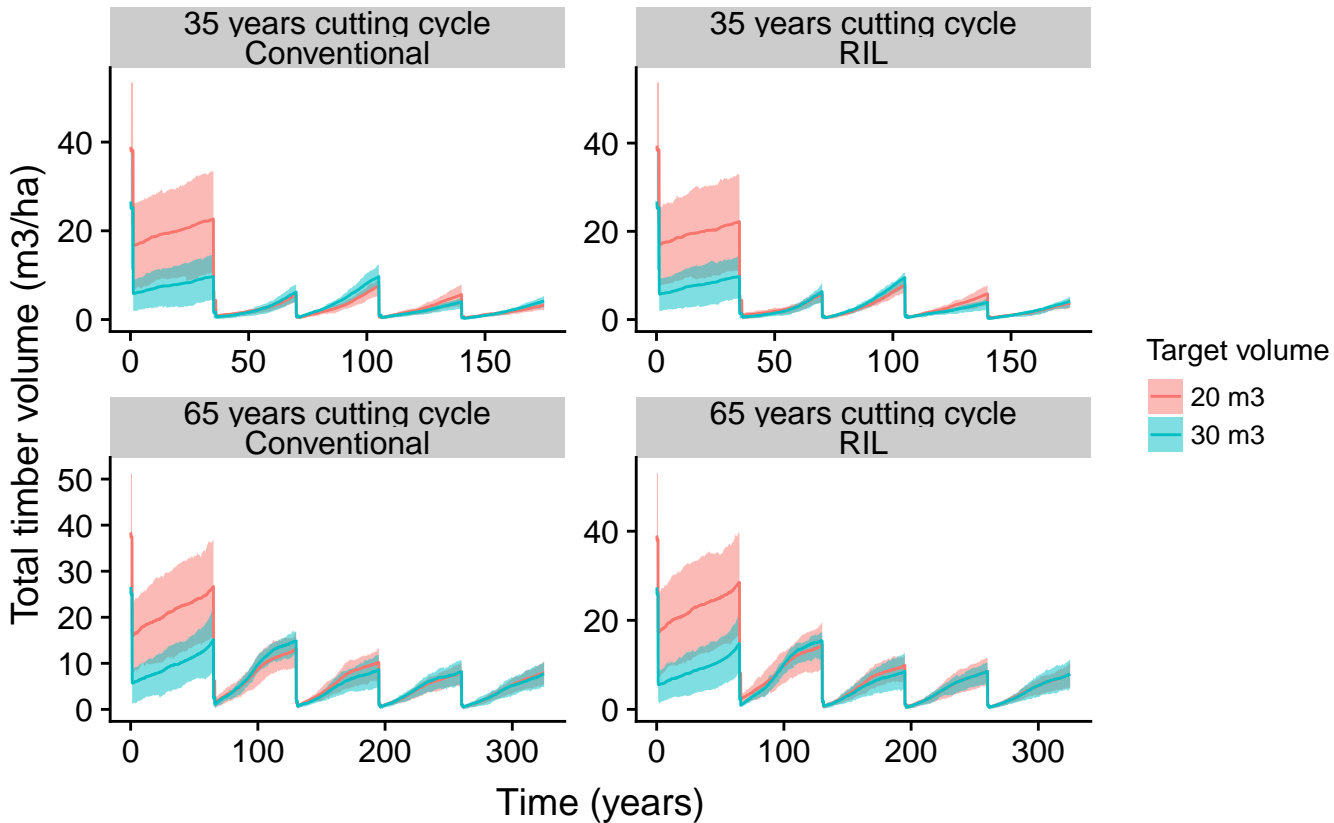 35 years cutting cycle
Conventional
35 years cutting cycle
RIL
40
20
0
0 50 100 150
40
20
0
0 50 100 150
65 years cutting cycle
Conventional
65 years cutting cycle
RIL
50
40
30
20
10
0
0 100 200 300
40
20
0
0 100 200 300
Total timber volume (m3/ha)
Time (years)
Target volume
20 m3
30 m3